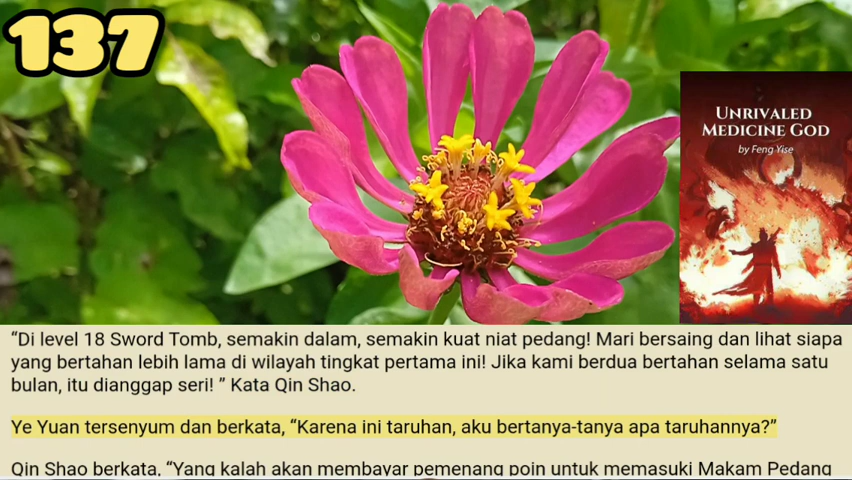 137
UNRIVALED
MEDICINE GOD
by Feng Yise
“Di level 18 Sword Tomb, semakin dalam, semakin kuat niat pedang! Mari bersaing dan lihat siapa
yang bertahan lebih lama di wilayah tingkat pertama ini! Jika kami berdua bertahan selama satu
bulan, itu dianggap seri! ” Kata Qin Shao.
Ye Yuan tersenyum dan berkata, “Karena ini taruhan, aku bertanya-tanya apa taruhannya?”
Qin Shao berkata, “Yang kalah akan membayar pemenang poin untuk memasuki Makam Pedang